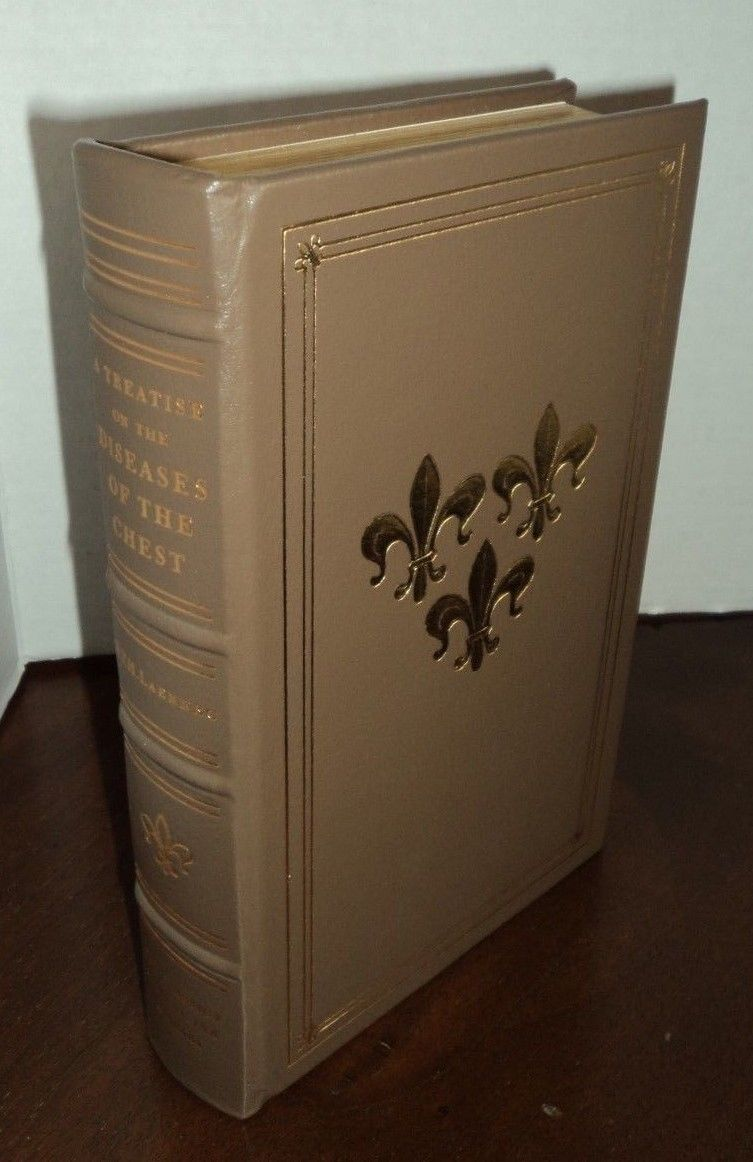 A TREATISE
ON THE
DISEASES
OF THE
CHEST
LAENNEC